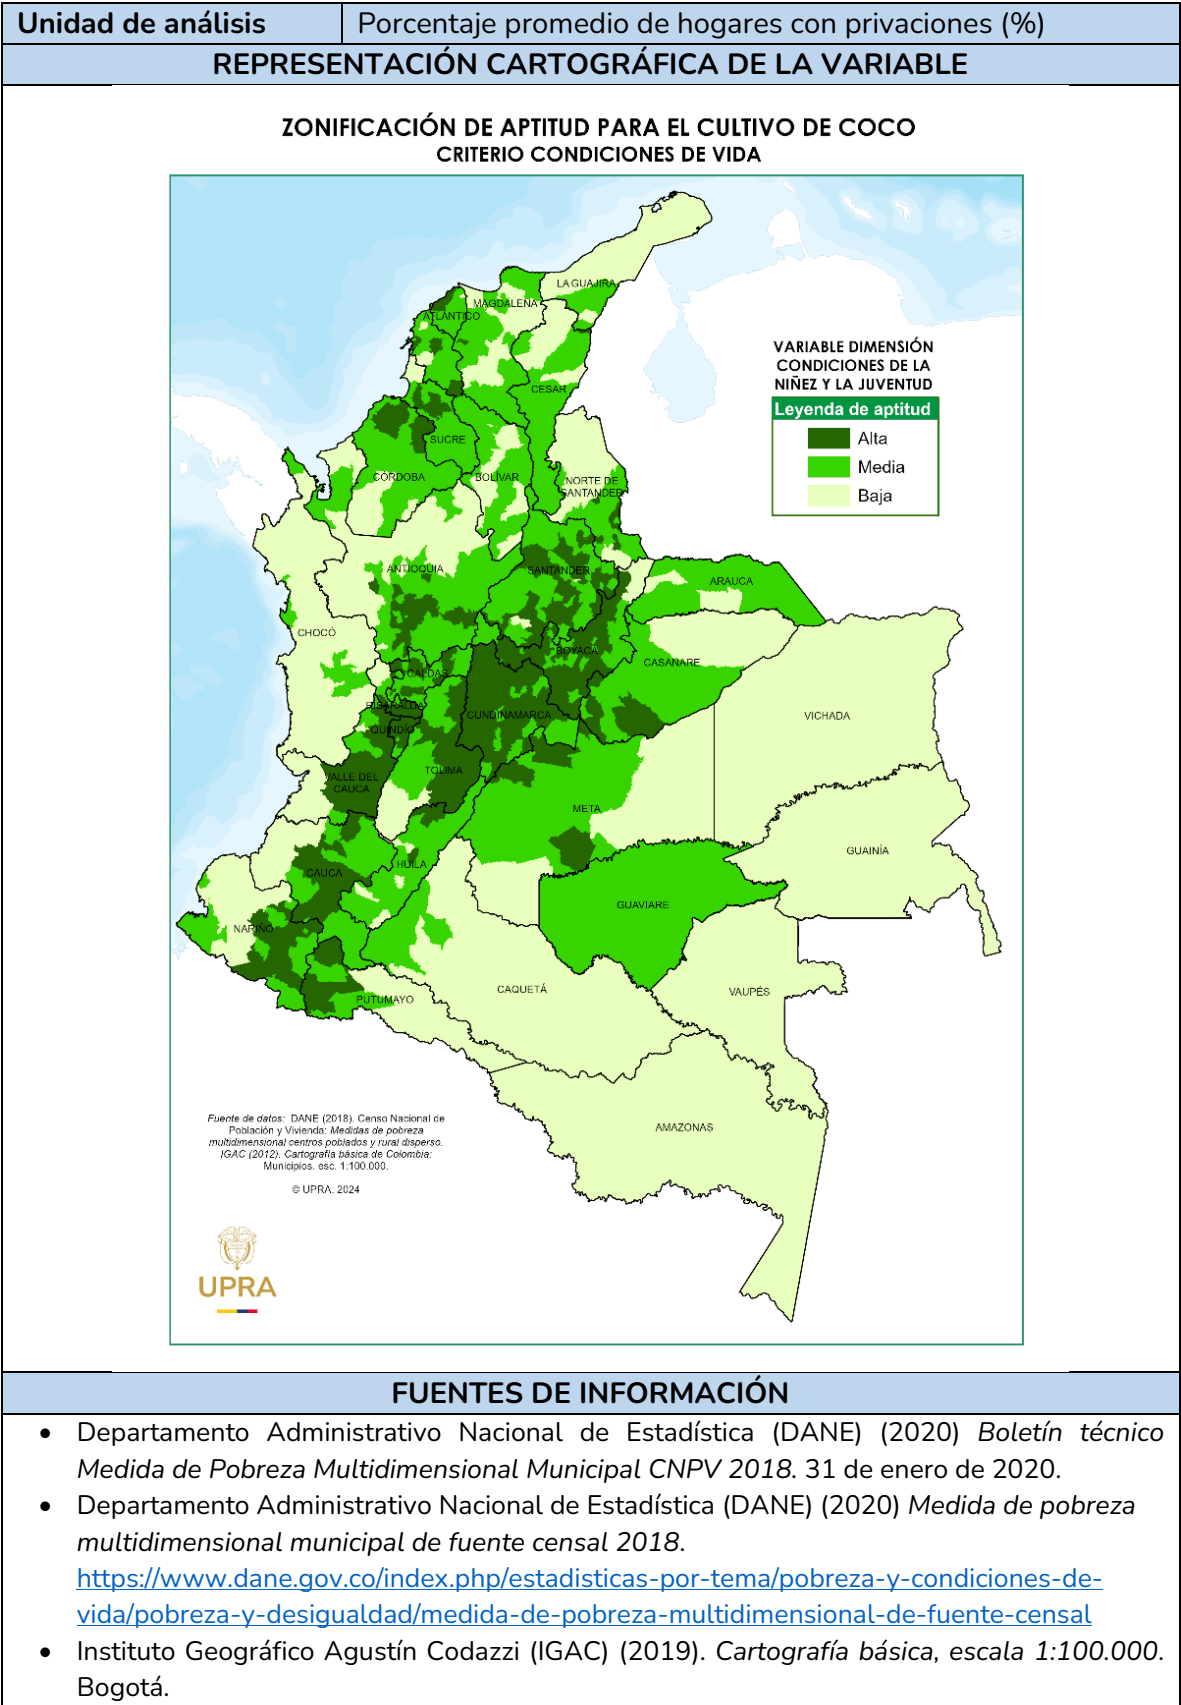 Unidad de análisis
Porcentaje promedio de hogares con privaciones (%)
REPRESENTACIÓN CARTOGRÁFICA DE LA VARIABLE
ZONIFICACIÓN DE APTITUD PARA EL CULTIVO DE COCO
CRITERIO CONDICIONES DE VIDA
LA GUAJIRA
MAGDALENA
ATLÁNTICO
VARIABLE DIMENSIÓN
CONDICIONES DE LA
NIÑEZ Y LA JUVENTUD
Leyenda de aptitud
Alta
Media
Baja
CESAR
SUCRE
CÓRDOBA
BOLÍVAR
NORTE DE
SANTANDER
ANTIOQUIA
SANTANDER
ARAUCA
CHOCÓ
BOYACÁ
CASANARE
CALDAS
RISARALDA
QUINDÍO
CUNDINAMARCA
VICHADA
TOLIMA
VALLE DEL
CAUCA
META
GUAINÍA
HUILA
CAUCA
GUAVIARE
NARIÑO
CAQUETÁ
VAUPÉS
PUTUMAYO
AMAZONAS
Fuente de datos: DANE (2018). Censo Nacional de
Población y Vivienda: Medidas de pobreza
multidimensional centros poblados y rural disperso.
IGAC (2012). Cartografía básica de Colombia:
Municipios. esc. 1:100.000.
© UPRA, 2024
UPRA
FUENTES DE INFORMACIÓN
• Departamento Administrativo Nacional de Estadística (DANE) (2020) Boletín técnico
Medida de Pobreza Multidimensional Municipal CNPV 2018. 31 de enero de 2020.
• Departamento Administrativo Nacional de Estadística (DANE) (2020) Medida de pobreza
multidimensional municipal de fuente censal 2018.
https://www.dane.gov.co/index.php/estadisticas-por-tema/pobreza-y-condiciones-de-
vida/pobreza-y-desigualdad/medida-de-pobreza-multidimensional-de-fuente-censal
• Instituto Geográfico Agustín Codazzi (IGAC) (2019). Cartografía básica, escala 1:100.000.
Bogotá.